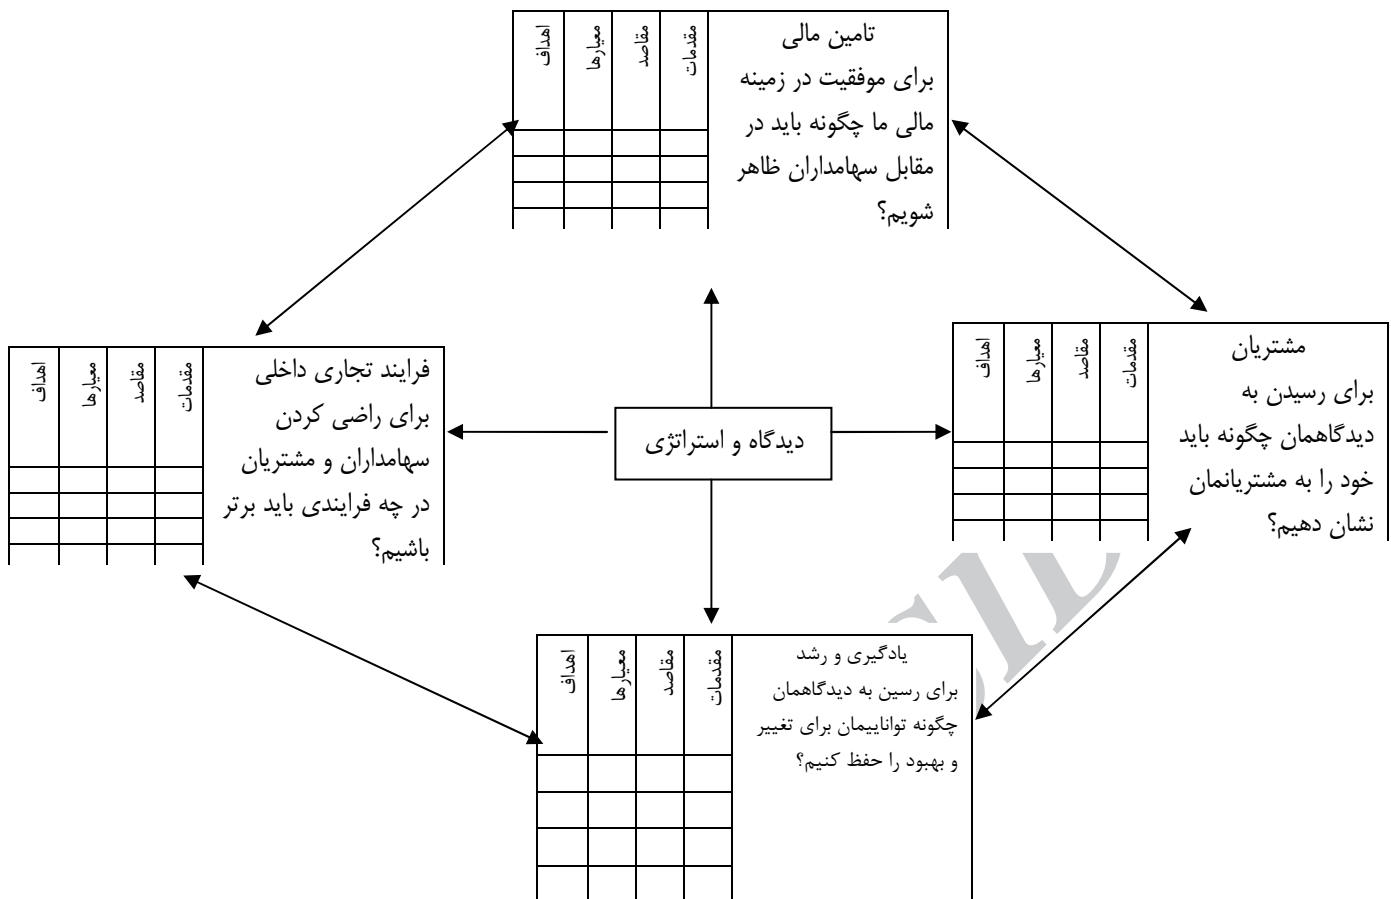 تامین مالی
برای موفقیت در زمینه
مالی ما چگونه باید در
مقابل سهامداران ظاهر
شویم؟
مقدمات
مقاصد
معیارها
اهداف
مشتریان
برای رسیدن به
دیدگاهمان چگونه باید
خود را به مشتریانمان
نشان دهیم؟
مقدمات
مقاصد
معیارها
اهداف
دیدگاه و استراتژی
فرایند تجاری داخلی
برای راضی کردن
سهامداران و مشتریان
در چه فرایندی باید برتر
باشیم؟
مقدمات
مقاصد
معیارها
اهداف
یادگیری و رشد
برای رسین به دیدگاهمان
چگونه تواناییمان برای تغییر
و بهبود را حفظ کنیم؟
مقدمات
مقاصد
معیارها
اهداف